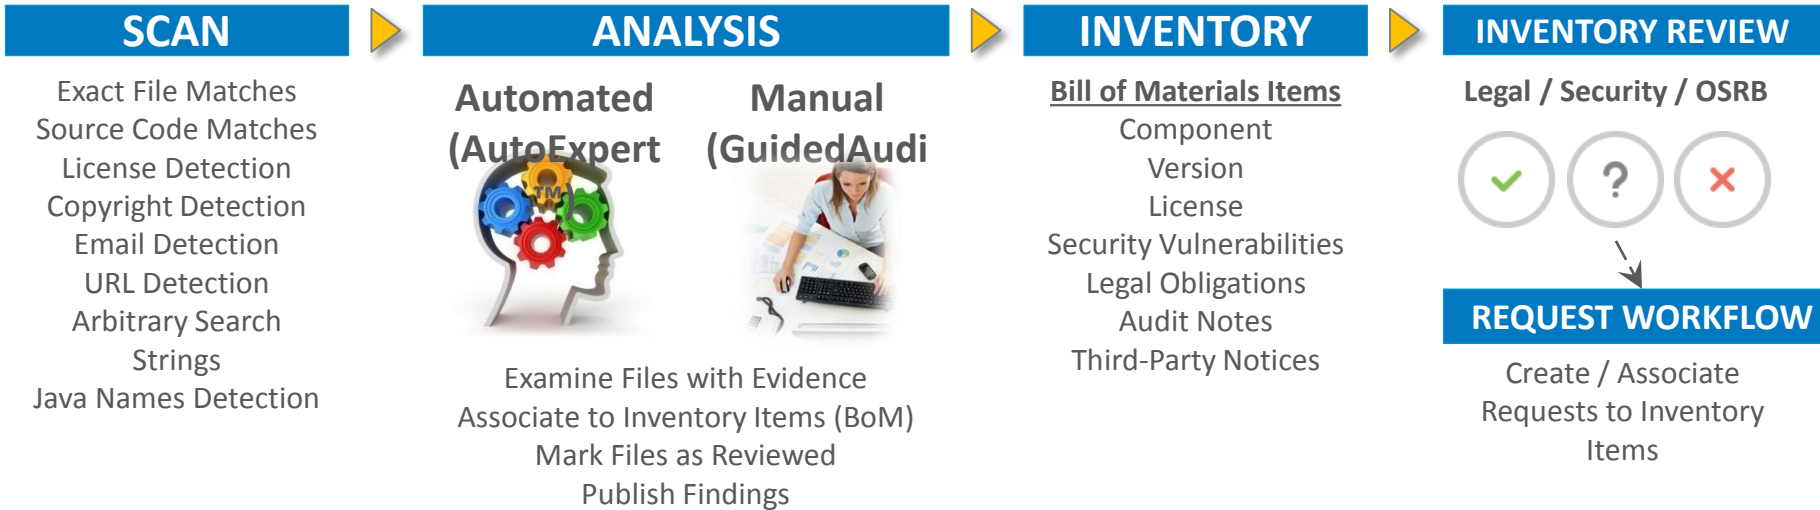 SCAN
Exact File Matches
Source Code Matches
License Detection
Copyright Detection
Email Detection
URL Detection
Arbitrary Search
Strings
Java Names Detection
ANALYSIS
Automated
(AutoExpert
™)
Manual
(GuidedAudi
Examine Files with Evidence
Associate to Inventory Items (BoM)
Mark Files as Reviewed
Publish Findings
INVENTORY
Bill of Materials Items
Component
Version
License
Security Vulnerabilities
Legal Obligations
Audit Notes
Third-Party Notices
INVENTORY REVIEW
Legal / Security / OSRB
?
REQUEST WORKFLOW
Create / Associate
Requests to Inventory
Items